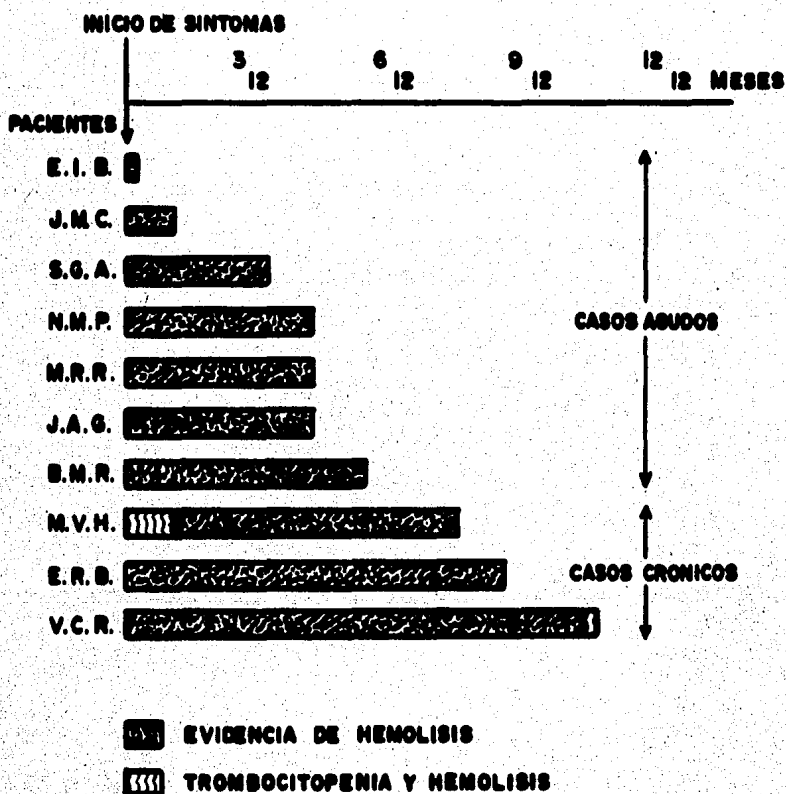 INICIO DE SINTOMAS
3 6 9 12
12 12 12 12 MESES
PACIENTES
E.I.B.
J.M.C.
S.G.A.
N.M.P.
M.R.R.
J.A.G.
B.M.R.
M.V.H.
E.R.B.
V.C.R.
CASOS AGUDOS
CASOS CRONICOS
EVIDENCIA DE HEMOLISIS
TROMBOCITOPENIA Y HEMOLISIS